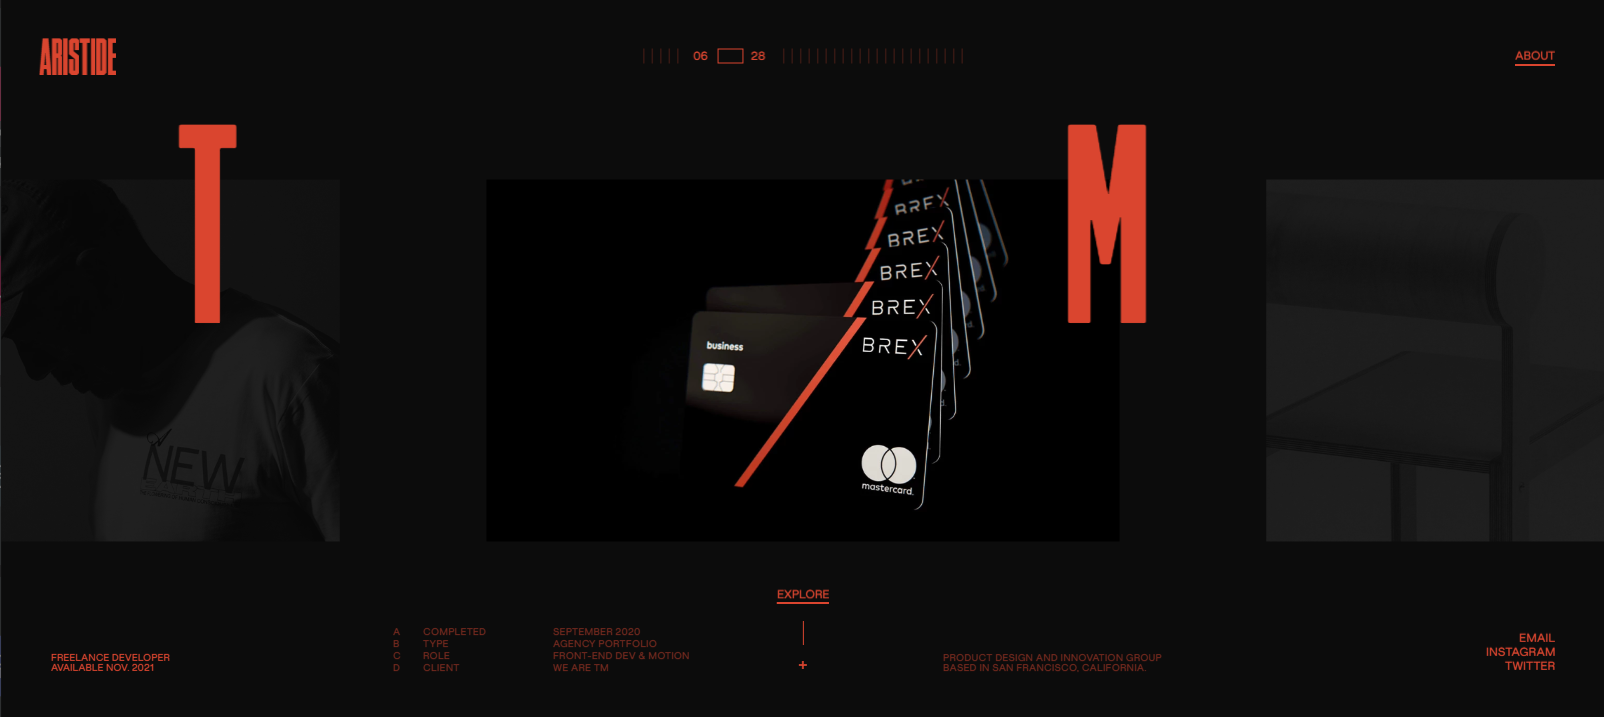 ARISTIDE
06 28
ABOUT
T M
BREX
BREX
BREX
BREX
BREX
business
mastercard.
NEW
EXPLORE
A COMPLETED SEPTEMBER 2020
B TYPE AGENCY PORTFOLIO
C ROLE FRONT-END DEV & MOTION
D CLIENT WE ARE TM
FREELANCE DEVELOPER
AVAILABLE NOV. 2021
PRODUCT DESIGN AND INNOVATION GROUP
BASED IN SAN FRANCISCO, CALIFORNIA.
EMAIL
INSTAGRAM
TWITTER